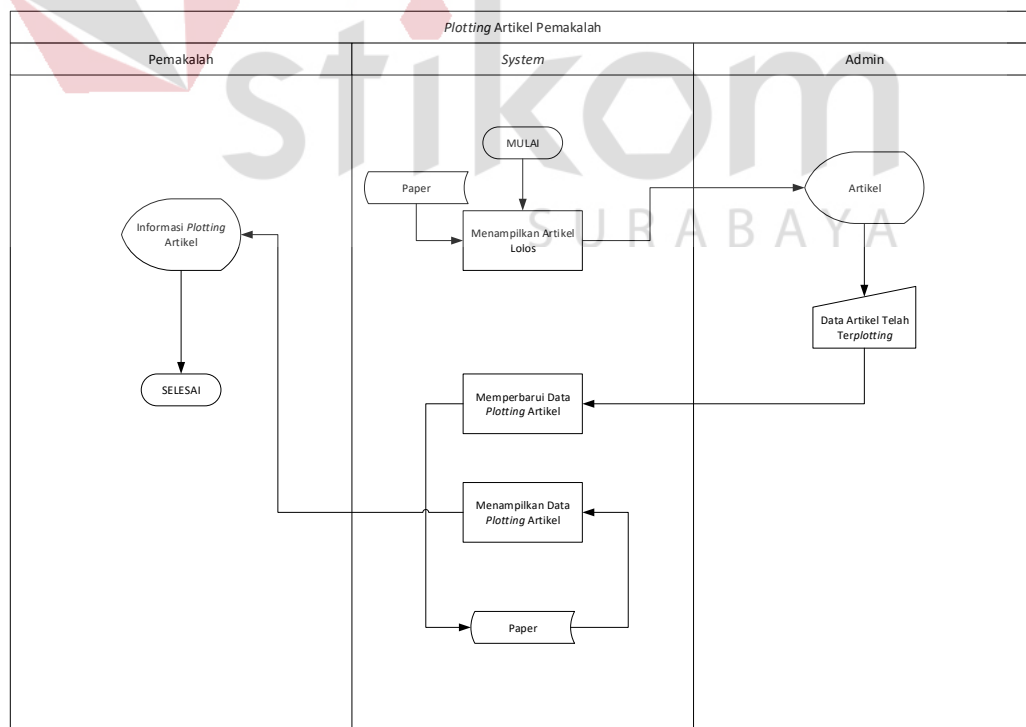 Plotting Artikel Pemakalah
Pemakalah
System
Admin
stikom
SURABAYA
MULAI
Paper
Menampilkan Artikel
Lolos
Artikel
Informasi Plotting
Artikel
Data Artikel Telah
Terplotting
SELESAI
Memperbarui Data
Plotting Artikel
Menampilkan Data
Plotting Artikel
Paper